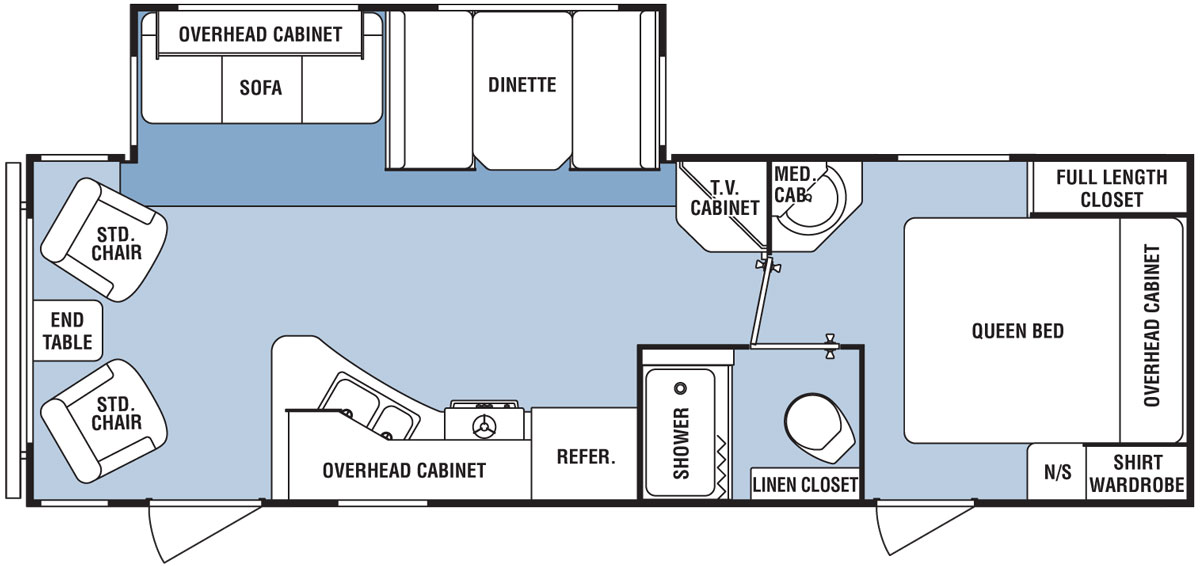 OVERHEAD CABINET
SOFA
DINETTE
T.V.
CABINET
MED.
CAB.
FULL LENGTH
CLOSET
STD.
CHAIR
END
TABLE
STD.
CHAIR
QUEEN BED
OVERHEAD CABINET
OVERHEAD CABINET
REFER.
SHOWER
LINEN CLOSET
N/S
SHIRT
WARDROBE